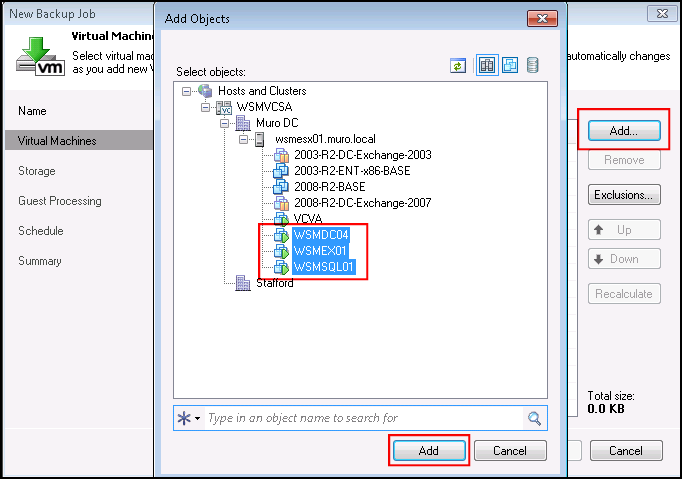 New Backup Job
Virtual Machin
Select virtual ma
as you add new V
automatically changes
Name
Virtual Machines
Storage
Guest Processing
Schedule
Summary
Add Objects
Select objects:
Hosts and Clusters
WSMVCSA
Muro DC
wsmesx01.muro.local
2003-R2-DC-Exchange-2003
2003-R2-ENT-x86-BASE
2008-R2-BASE
2008-R2-DC-Exchange-2007
VCVA
WSMDC04
WSMEX01
WSMSQL01
Stafford
Type in an object name to search for
Add
Cancel
Add...
Remove
Exclusions...
Up
Down
Recalculate
Total size:
0.0 KB
Cancel
vm
vc